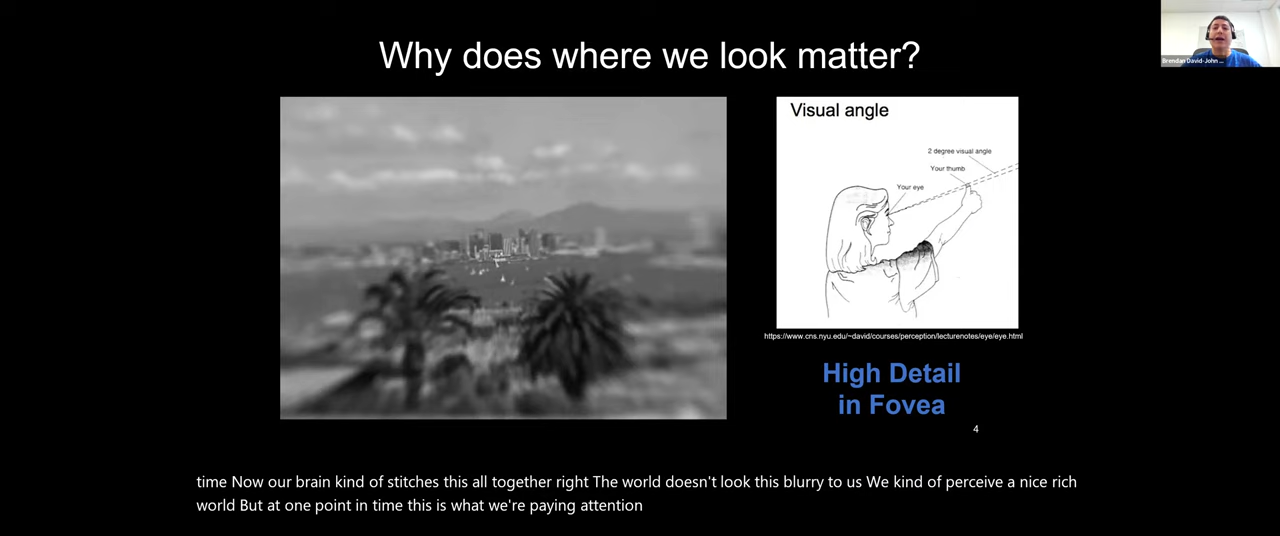 Why does where we look matter?
Brendan David-John ...
Visual angle
2 degree visual angle
Your thumb
Your eye
https://www.cns.nyu.edu/~david/courses/perception/lecturenotes/eye/eye.html
High Detail
in Fovea
4
time Now our brain kind of stitches this all together right The world doesn't look this blurry to us We kind of perceive a nice rich
world But at one point in time this is what we're paying attention